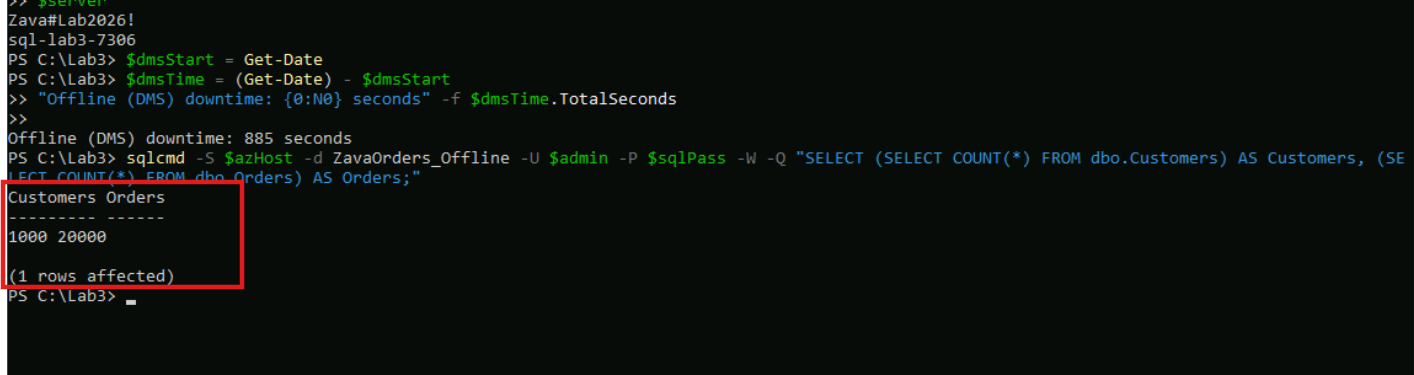 >> $server
Zava#Lab2026!
sql-lab3-7306
PS C:\Lab3> $dmsStart = Get-Date
PS C:\Lab3> $dmsTime = (Get-Date) - $dmsStart
>> "Offline (DMS) downtime: {0:N0} seconds" -f $dmsTime.TotalSeconds
>>
Offline (DMS) downtime: 885 seconds
PS C:\Lab3> sqlcmd -S $azHost -d ZavaOrders_Offline -U $admin -P $sqlPass -W -Q "SELECT (SELECT COUNT(*) FROM dbo.Customers) AS Customers, (SE
LECT COUNT(*) FROM dbo.Orders) AS Orders;"
Customers Orders
--------- ------
1000 20000
(1 rows affected)
PS C:\Lab3>